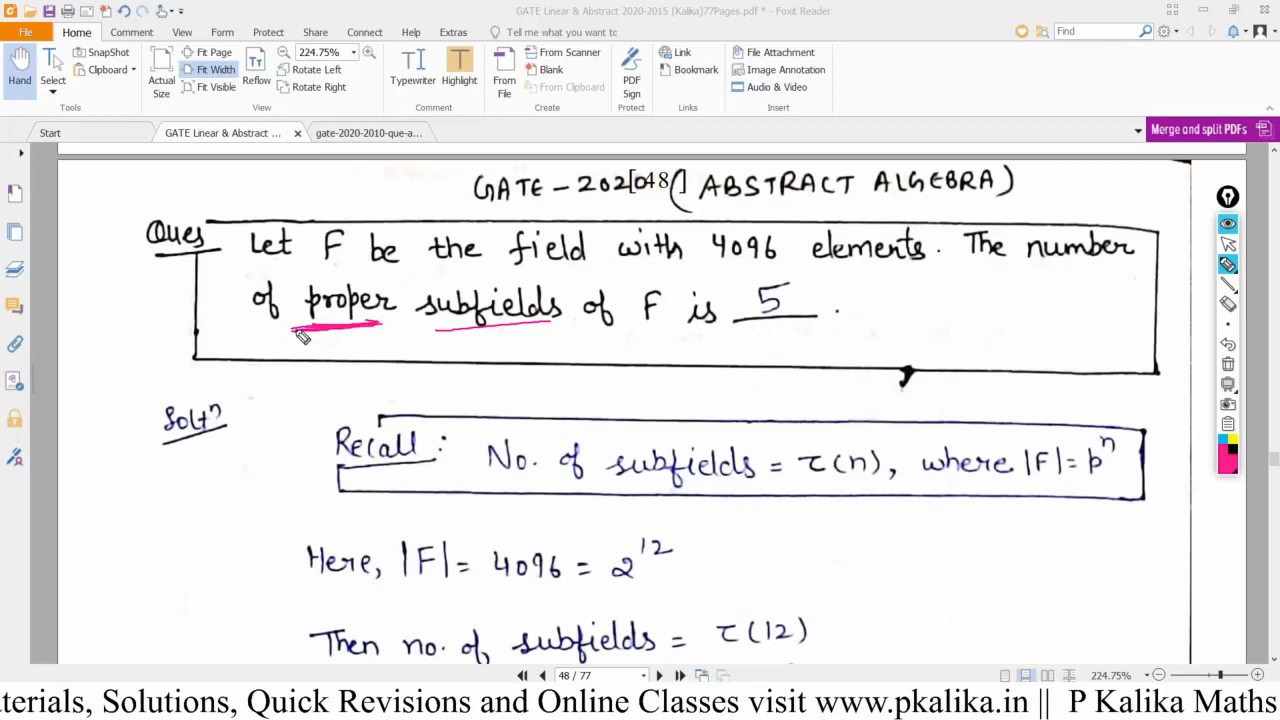 GATE Linear & Abstract 2020-2015 (Kalika)77Pages.pdf * - Foxit Reader
File Home Comment View Form Protect Share Connect Help Extras Tell me what you want tc Find
Hand Select SnapShot Clipboard Actual Size Fit Page Fit Width Fit Visible Reflow 224.75% Rotate Left Rotate Right Typewriter Highlight From File From Scanner Blank From Clipboard PDF Sign Link Bookmark File Attachment Image Annotation Audio & Video
Tools View Comment Create Protect Links Insert
Start GATE Linear & Abstract ... gate-2020-2010-que-a... Merge and split PDFs
GATE-2020 [48] (ABSTRACT ALGEBRA)
Ques Let F be the field with 4096 elements. The number
of proper subfields of F is 5 .
Soltn
Recall: No. of subfields = τ(n), where |F| = p^n
Here, |F| = 4096 = 2^12
Then no. of subfields = τ(12)
48 / 77 224.75%
aterials, Solutions, Quick Revisions and Online Classes visit www.pkalika.in || P Kalika Maths